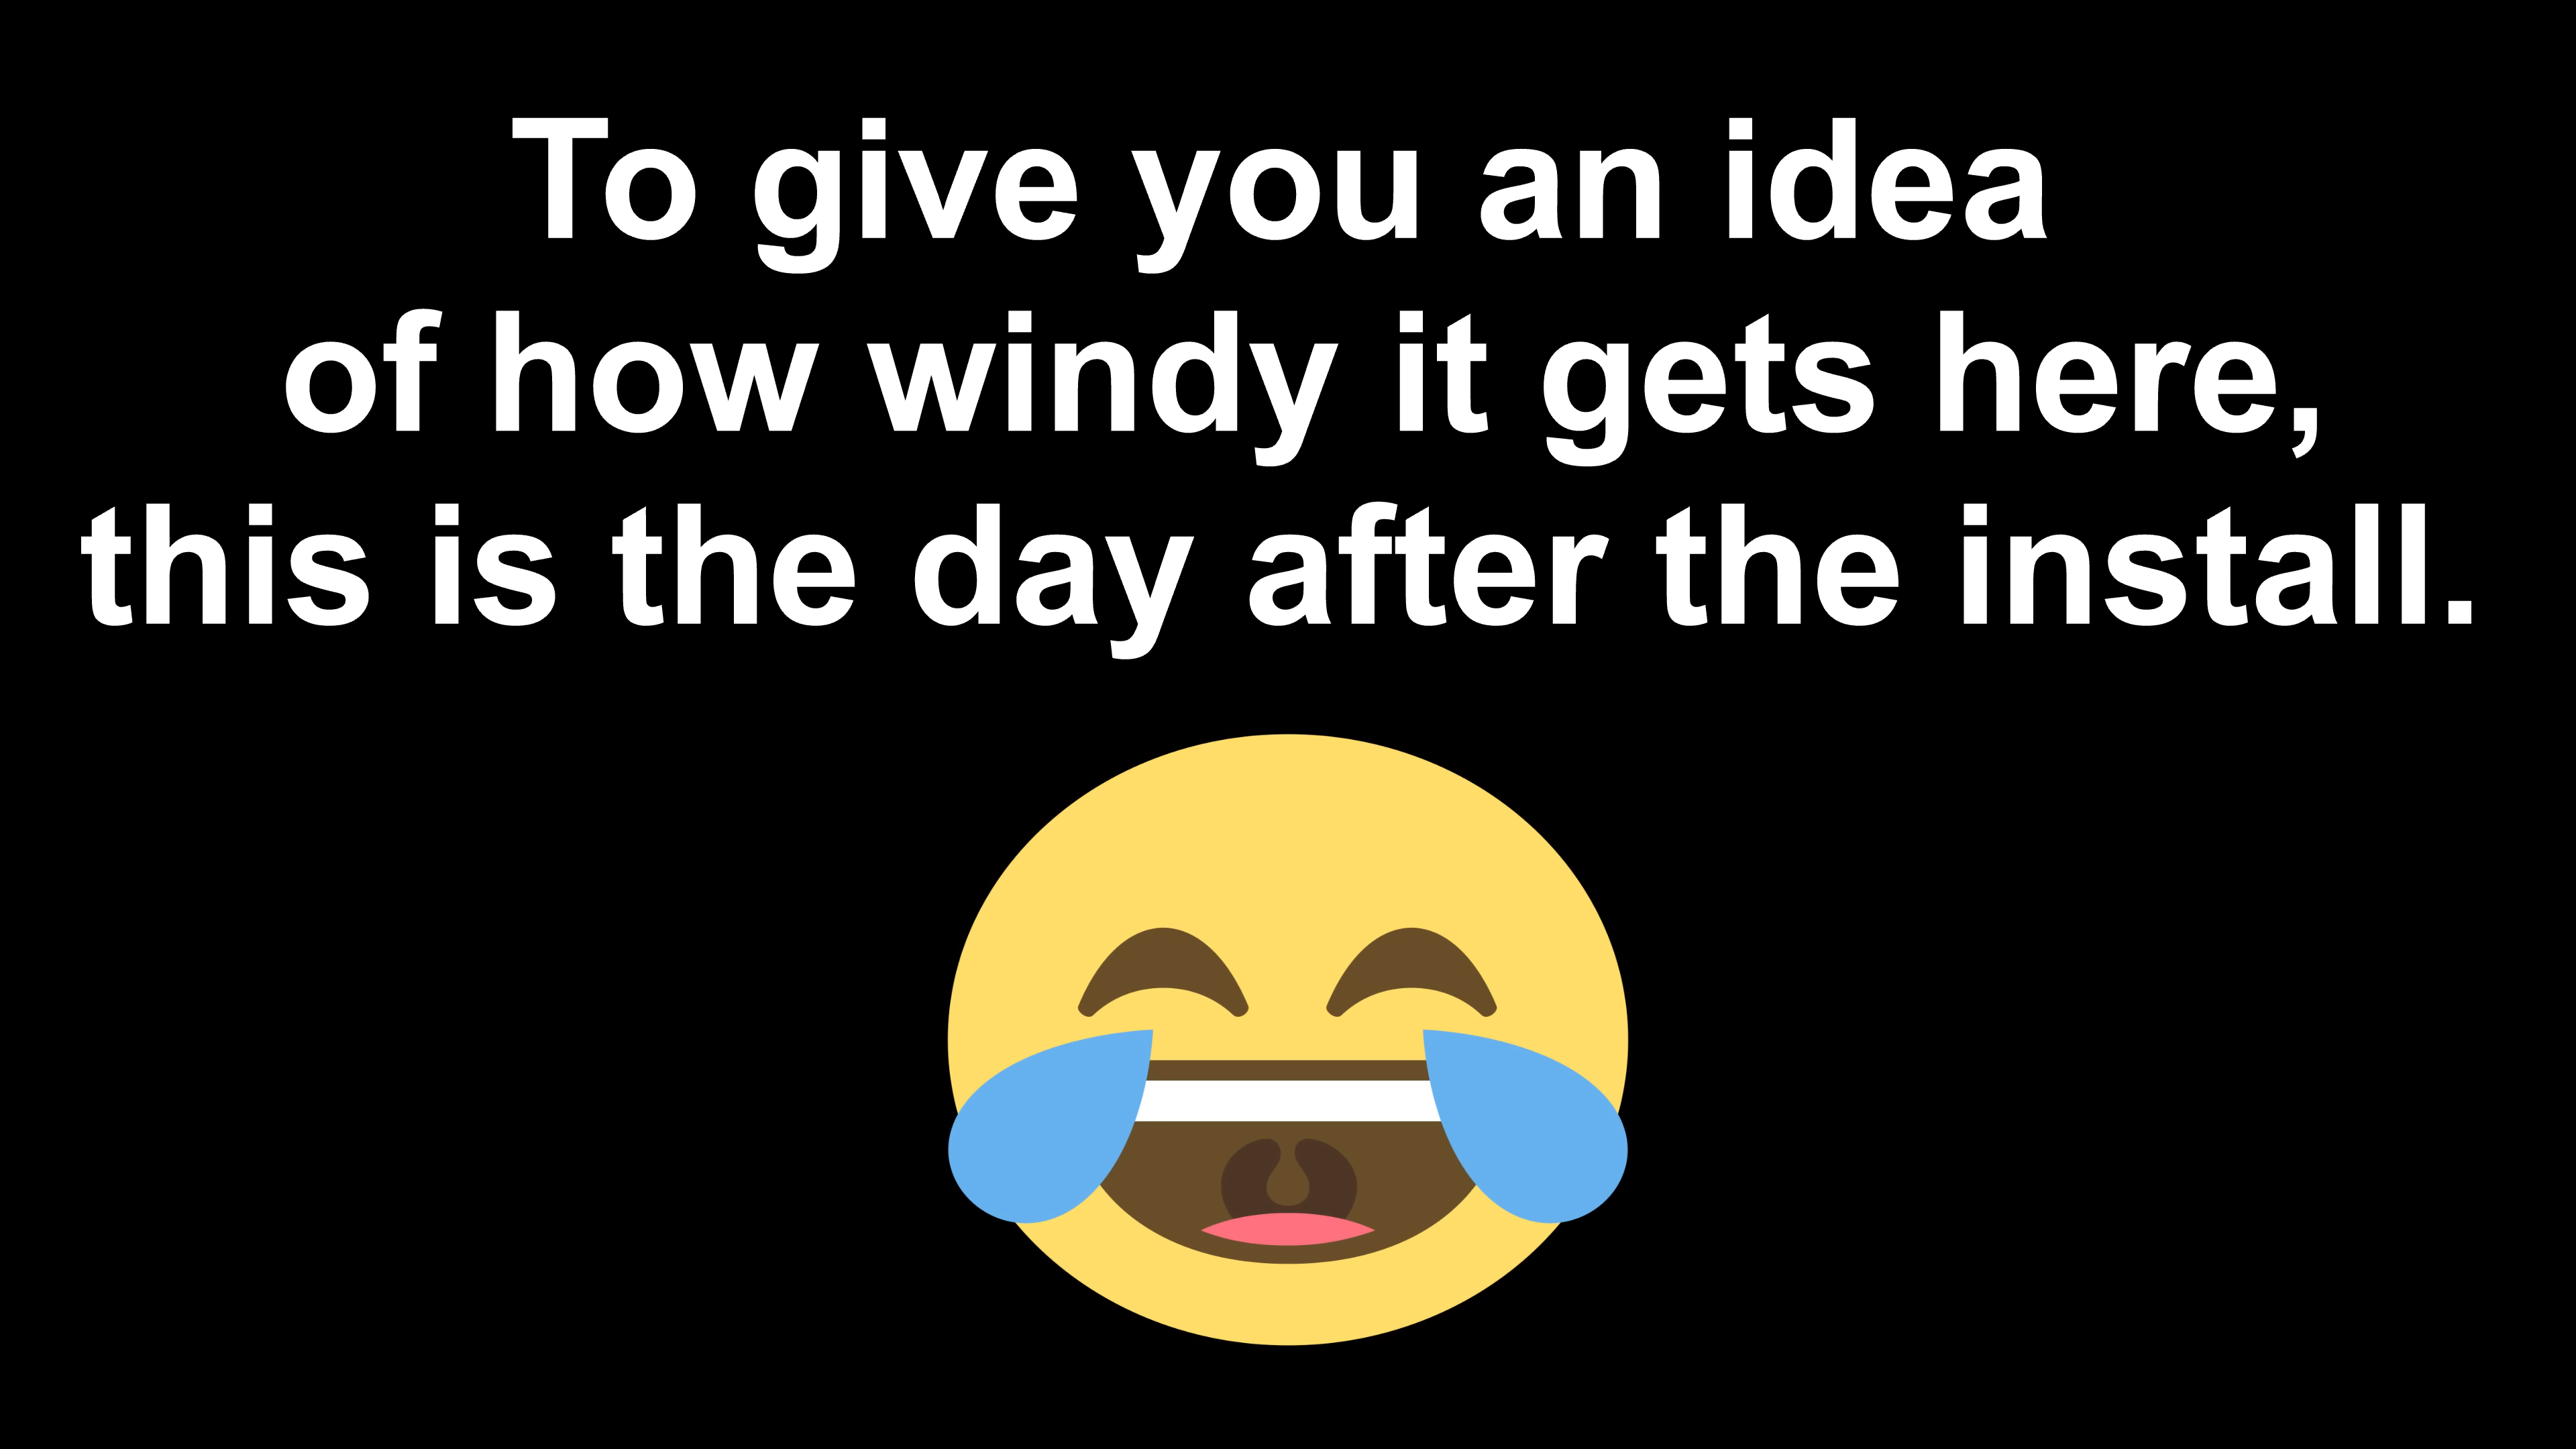 To give you an idea
of how windy it gets here,
this is the day after the install.